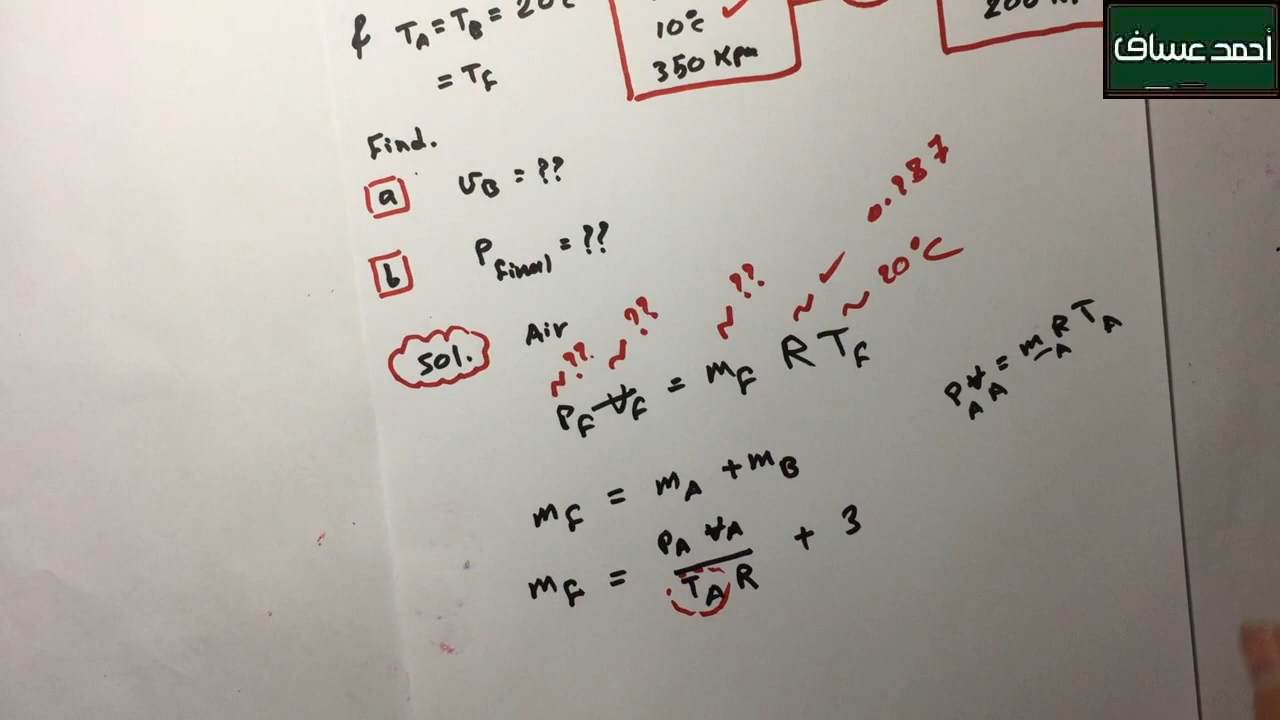 & T_A = T_B = 20°C
= T_F
10°C ✓
350 Kpa
200
أحمد عساف
Find.
a V_B = ??
b P_final = ??
Sol. Air
?? ?? ?? ✓ 0.287 20°C
P_F V_F = m_F R T_F
P_A V_A = m_A R T_A
m_F = m_A + m_B
m_F = P_A V_A / T_A R + 3